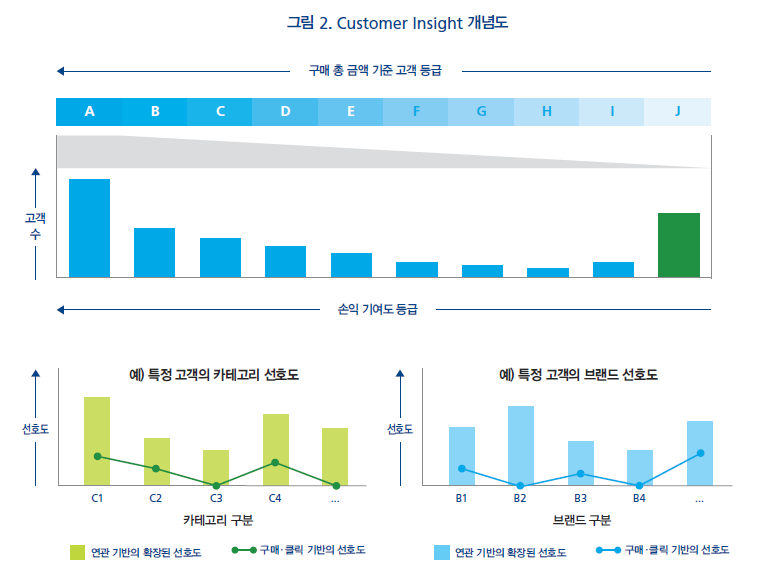 그림 2. Customer Insight 개념도
구매 총 금액 기준 고객 등급
A B C D E F G H I J
고객
수
손익 기여도 등급
예) 특정 고객의 카테고리 선호도
선호도
C1 C2 C3 C4 ...
카테고리 구분
연관 기반의 확장된 선호도 구매·클릭 기반의 선호도
예) 특정 고객의 브랜드 선호도
선호도
B1 B2 B3 B4 ...
브랜드 구분
연관 기반의 확장된 선호도 구매·클릭 기반의 선호도